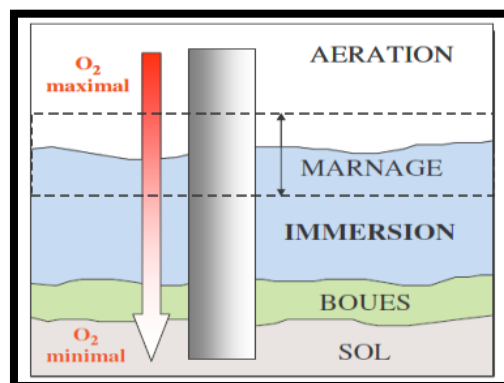 O₂
maximal
AERATION
MARNAGE
IMMERSION
BOUES
O₂
minimal
SOL